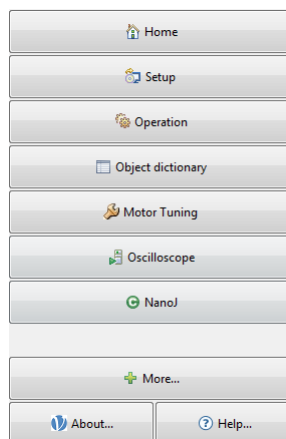 Home
Setup
Operation
Object dictionary
Motor Tuning
Oscilloscope
NanoJ
More...
About... Help...